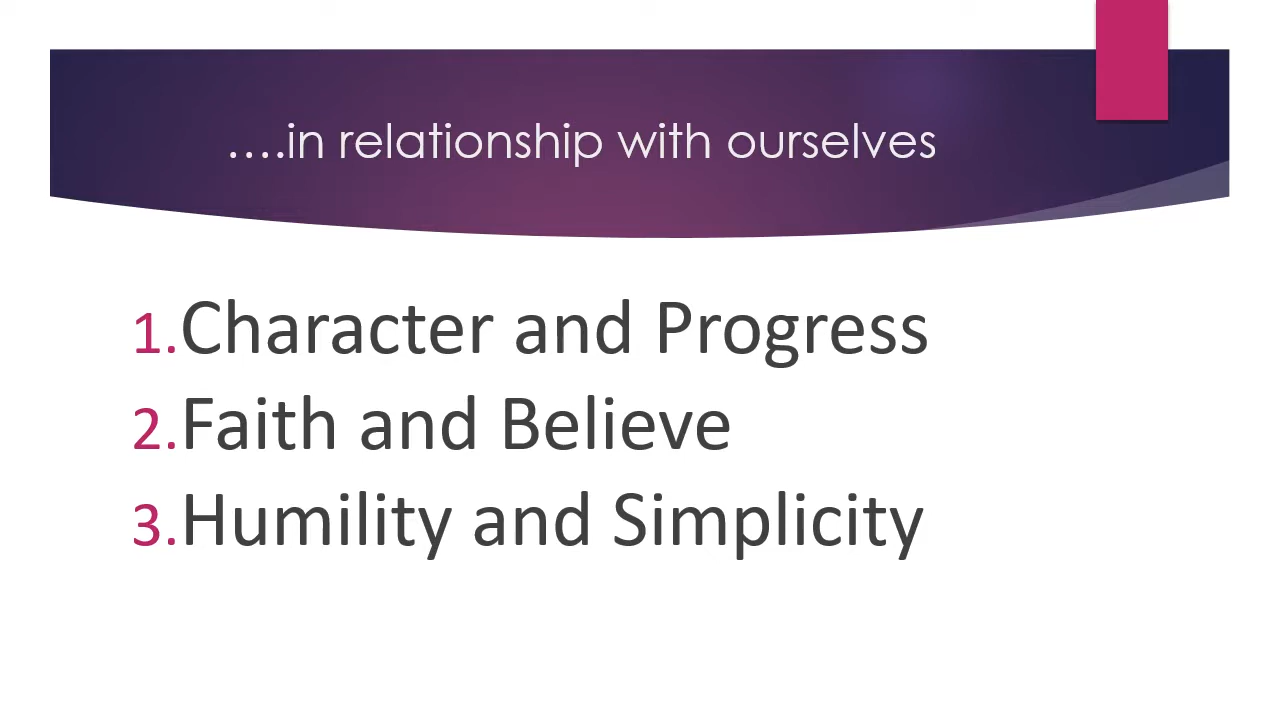 ….in relationship with ourselves
1.Character and Progress
2.Faith and Believe
3.Humility and Simplicity